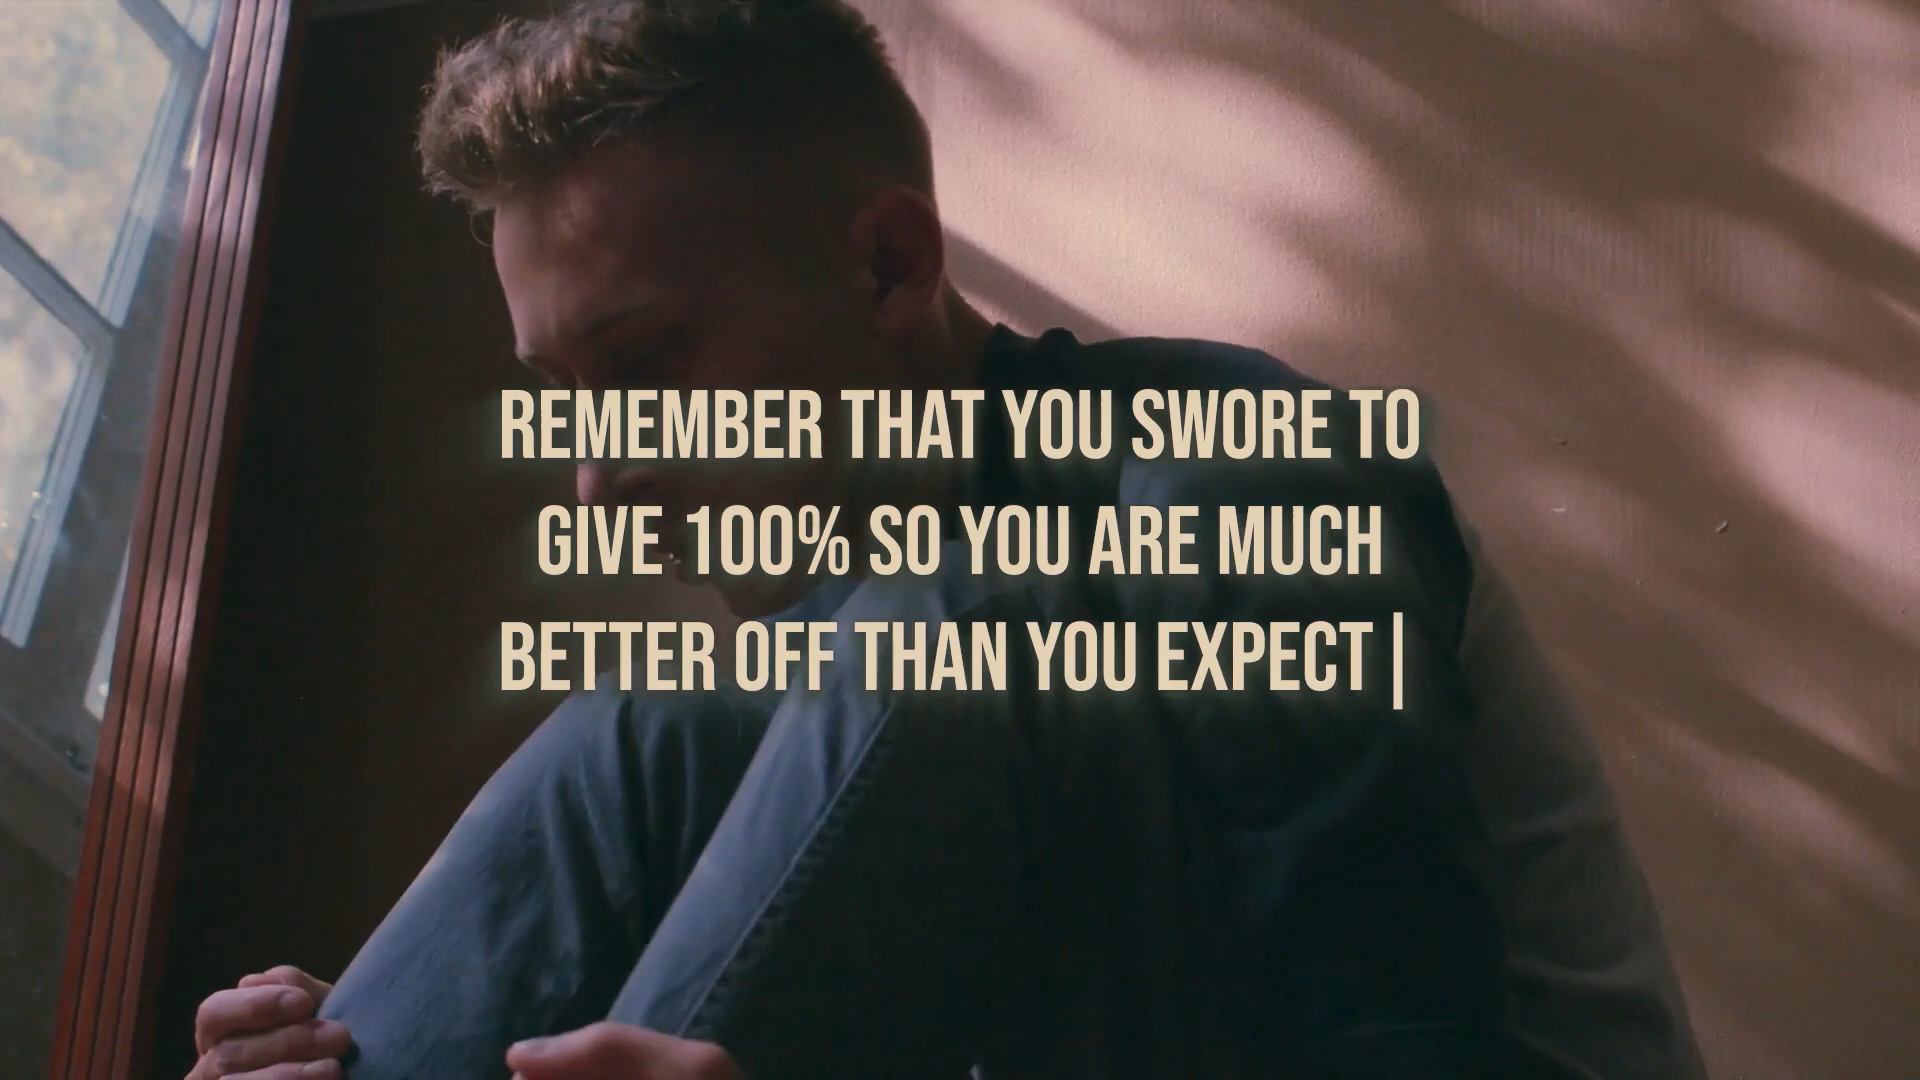 REMEMBER THAT YOU SWORE TO
GIVE 100% SO YOU ARE MUCH
BETTER OFF THAN YOU EXPECT |